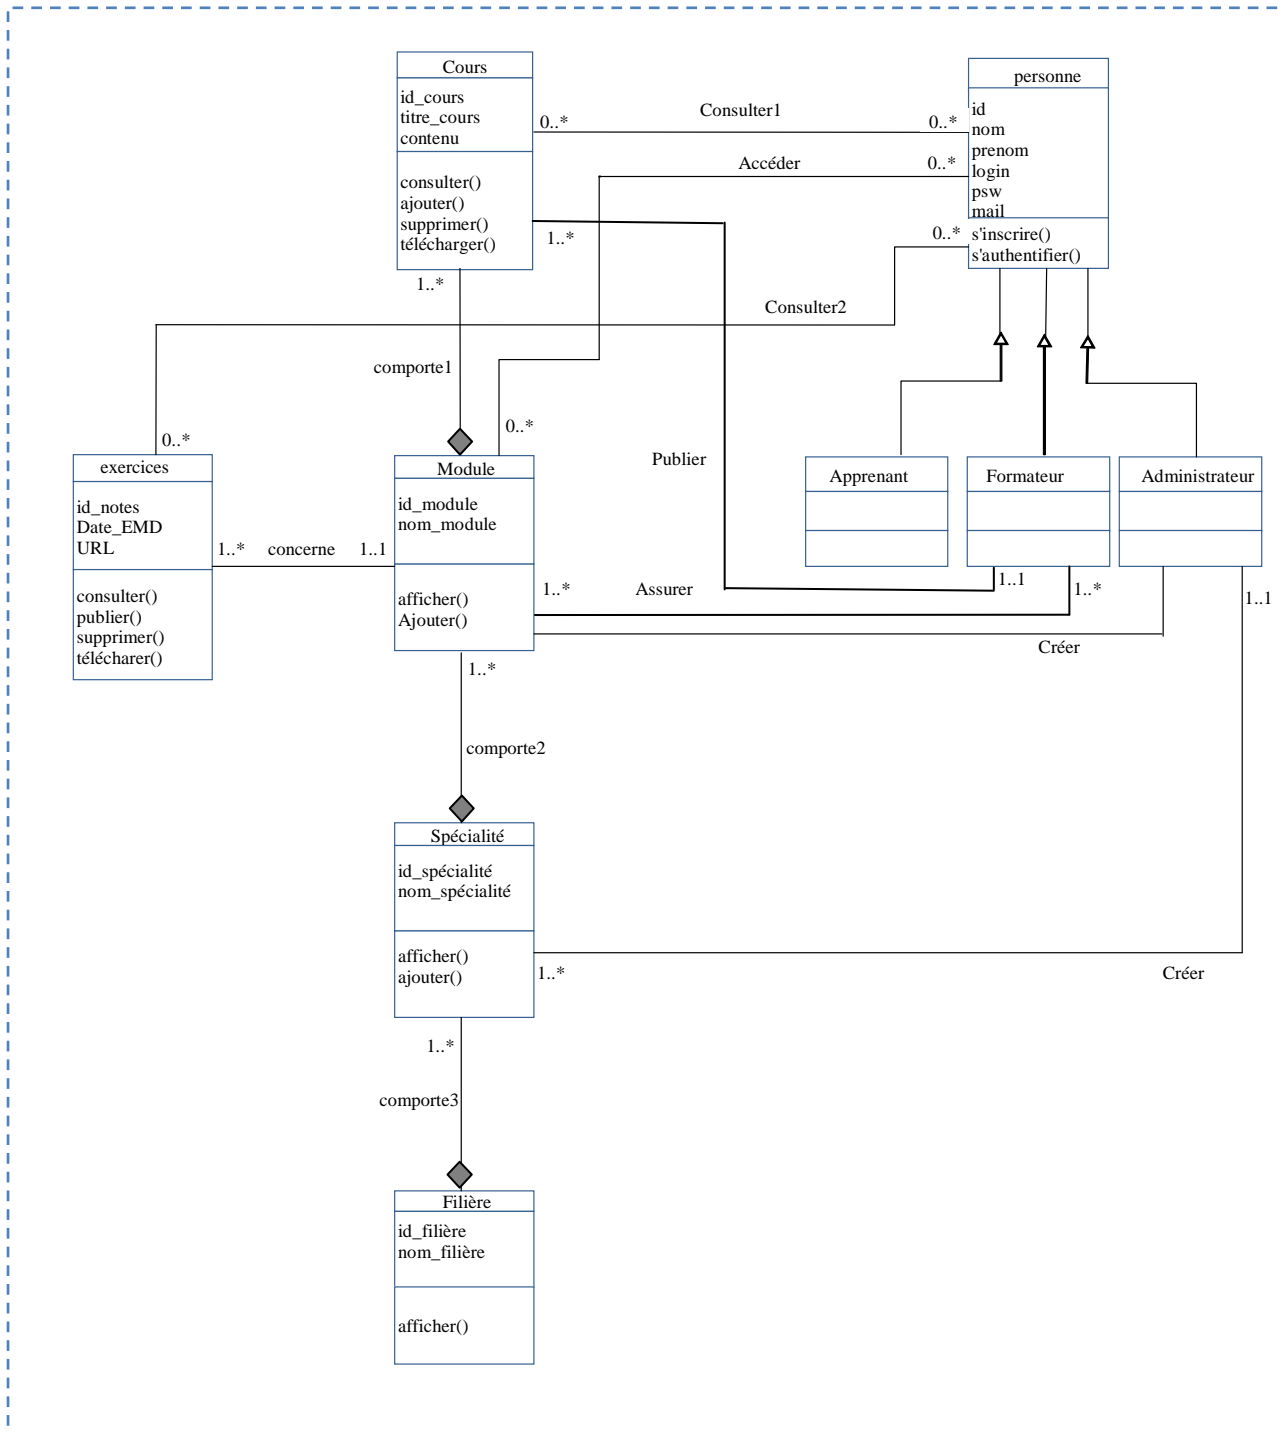 Cours
id_cours
titre_cours
contenu
consulter()
ajouter()
supprimer()
télécharger()
personne
id
nom
prenom
login
psw
mail
s'inscrire()
s'authentifier()
Consulter1
0..*
0..*
Accéder
0..*
1..*
0..*
1..*
Consulter2
comporte1
0..*
0..*
Publier
exercices
id_notes
Date_EMD
URL
consulter()
publier()
supprimer()
télécharer()
1..*
concerne
1..1
Module
id_module
nom_module
afficher()
Ajouter()
Apprenant
Formateur
Administrateur
1..*
Assurer
1..1
1..*
1..1
Créer
1..*
comporte2
Spécialité
id_spécialité
nom_spécialité
afficher()
ajouter()
1..*
Créer
1..*
comporte3
Filière
id_filière
nom_filière
afficher()